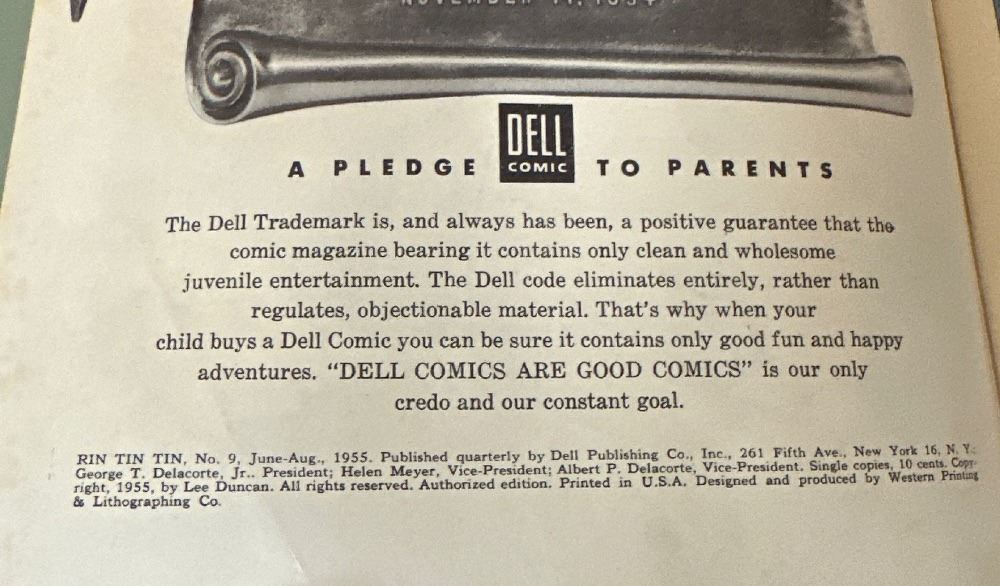 NOVEMBER 11, 1954
DELL
COMIC
A PLEDGE TO PARENTS
The Dell Trademark is, and always has been, a positive guarantee that the
comic magazine bearing it contains only clean and wholesome
juvenile entertainment. The Dell code eliminates entirely, rather than
regulates, objectionable material. That's why when your
child buys a Dell Comic you can be sure it contains only good fun and happy
adventures. "DELL COMICS ARE GOOD COMICS" is our only
credo and our constant goal.
RIN TIN TIN, No. 9, June-Aug., 1955. Published quarterly by Dell Publishing Co., Inc., 261 Fifth Ave., New York 16, N. Y.;
George T. Delacorte, Jr.. President; Helen Meyer, Vice-President; Albert P. Delacorte, Vice-President. Single copies, 10 cents. Copy-
right, 1955, by Lee Duncan. All rights reserved. Authorized edition. Printed in U.S.A. Designed and produced by Western Printing
& Lithographing Co.